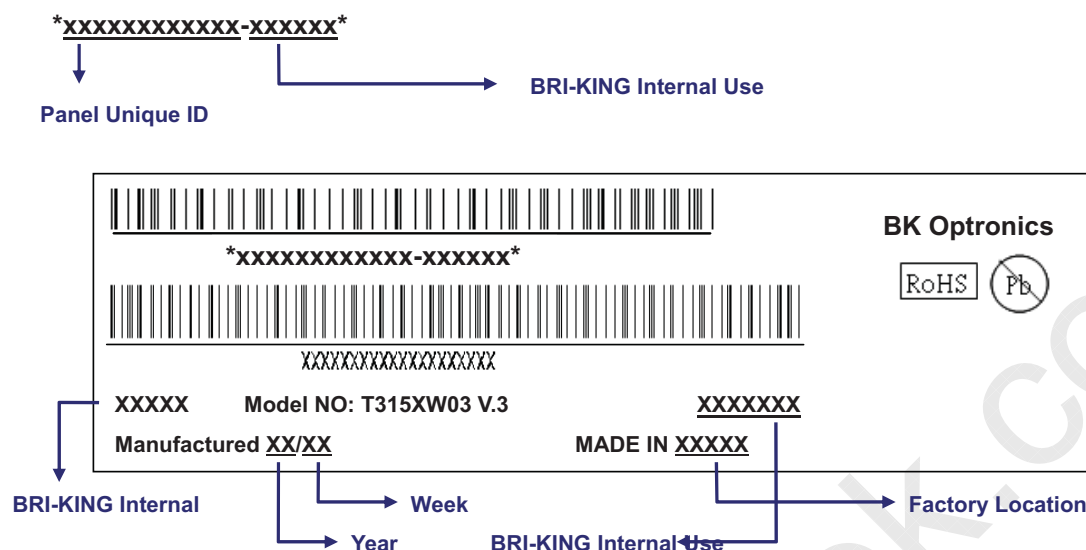 *xxxxxxxxxxxx-xxxxxx*
BRI-KING Internal Use
Panel Unique ID
BK Optronics
*xxxxxxxxxxxx-xxxxxx*
RoHS Pb
XXXXX Model NO: T315XW03 V.3 XXXXXXX
Manufactured XX/XX MADE IN XXXXX
BRI-KING Internal Week Factory Location
Year BRI-KING Internal Use